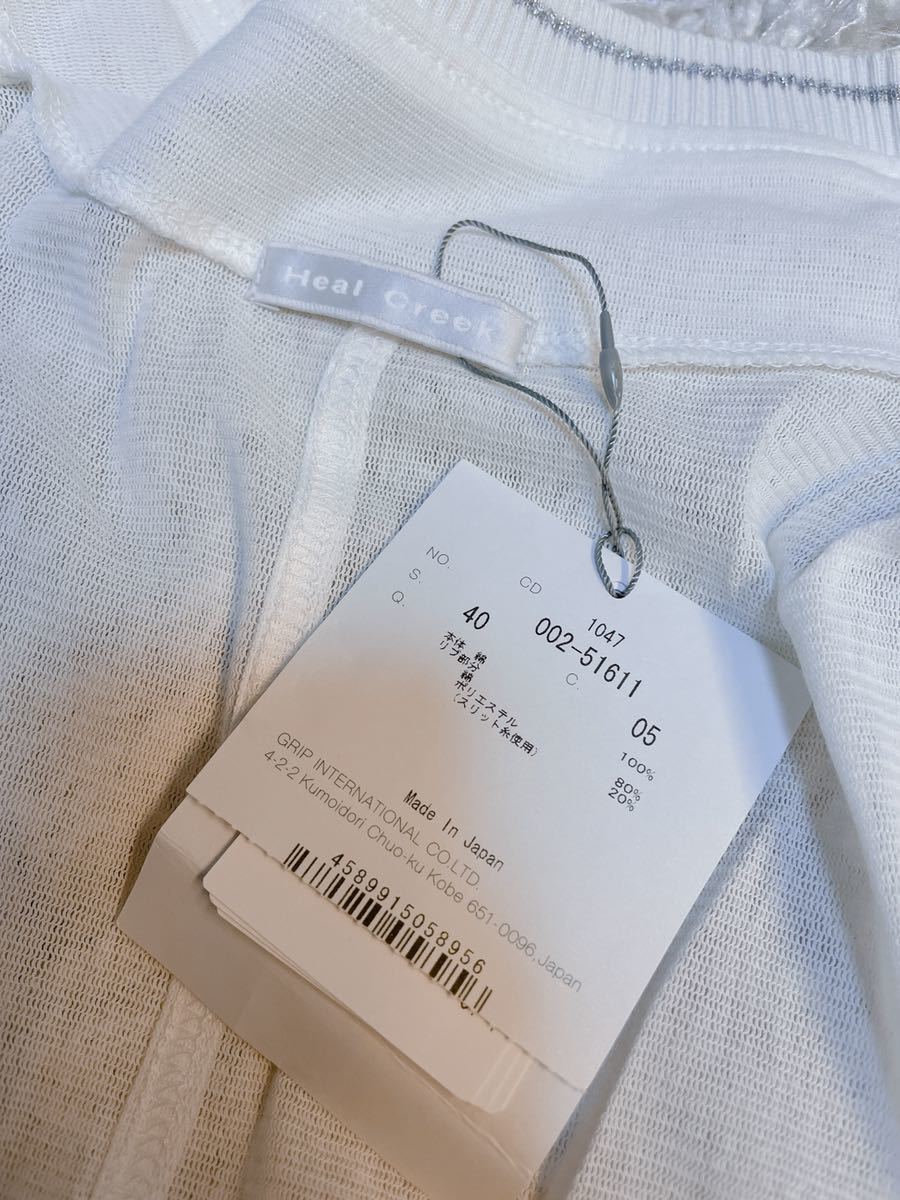 Heal Creek
NO.
CD
1047
S.
40
002-51611
Q.
C.
05
本体 綿 100%
リブ部分
綿 80%
ポリエステル 20%
(スリット糸使用)
Made In Japan
GRIP INTERNATIONAL CO.LTD.
4-2-2 Kumoidori Chuo-ku Kobe 651-0096,Japan
4589915058956